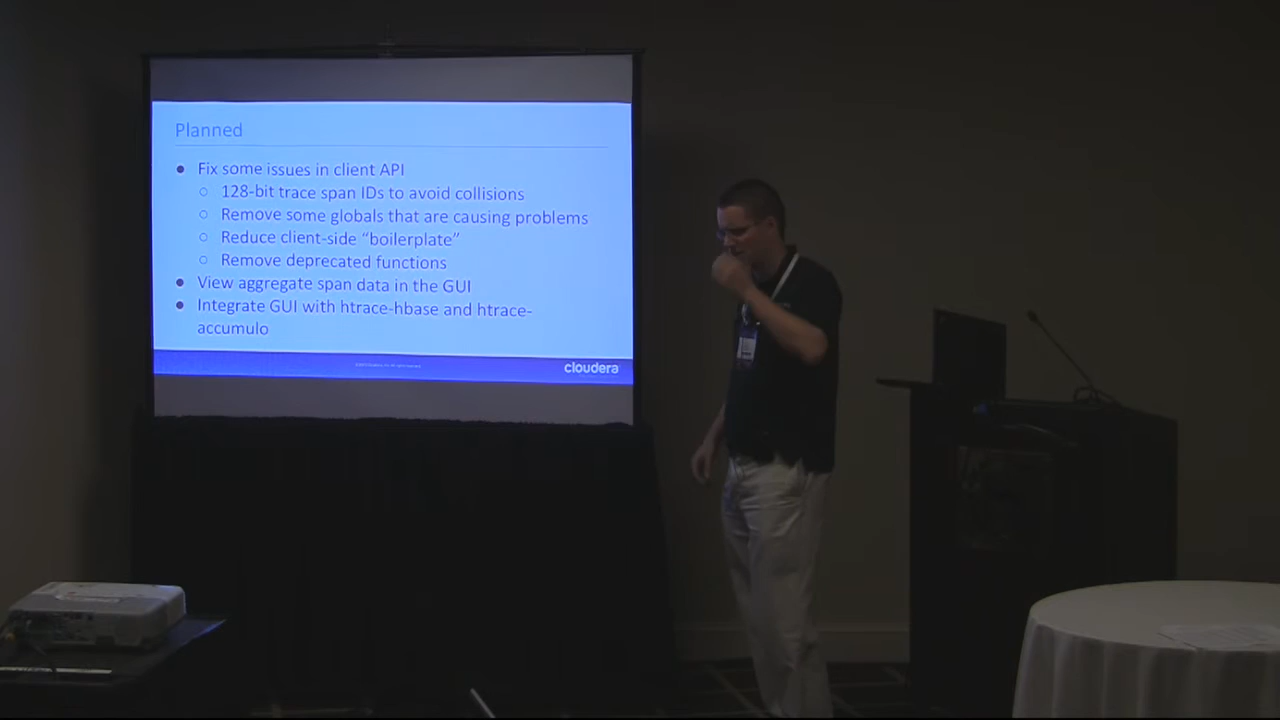 Planned
● Fix some issues in client API
○ 128-bit trace span IDs to avoid collisions
○ Remove some globals that are causing problems
○ Reduce client-side “boilerplate”
○ Remove deprecated functions
● View aggregate span data in the GUI
● Integrate GUI with htrace-hbase and htrace-
accumulo
cloudera